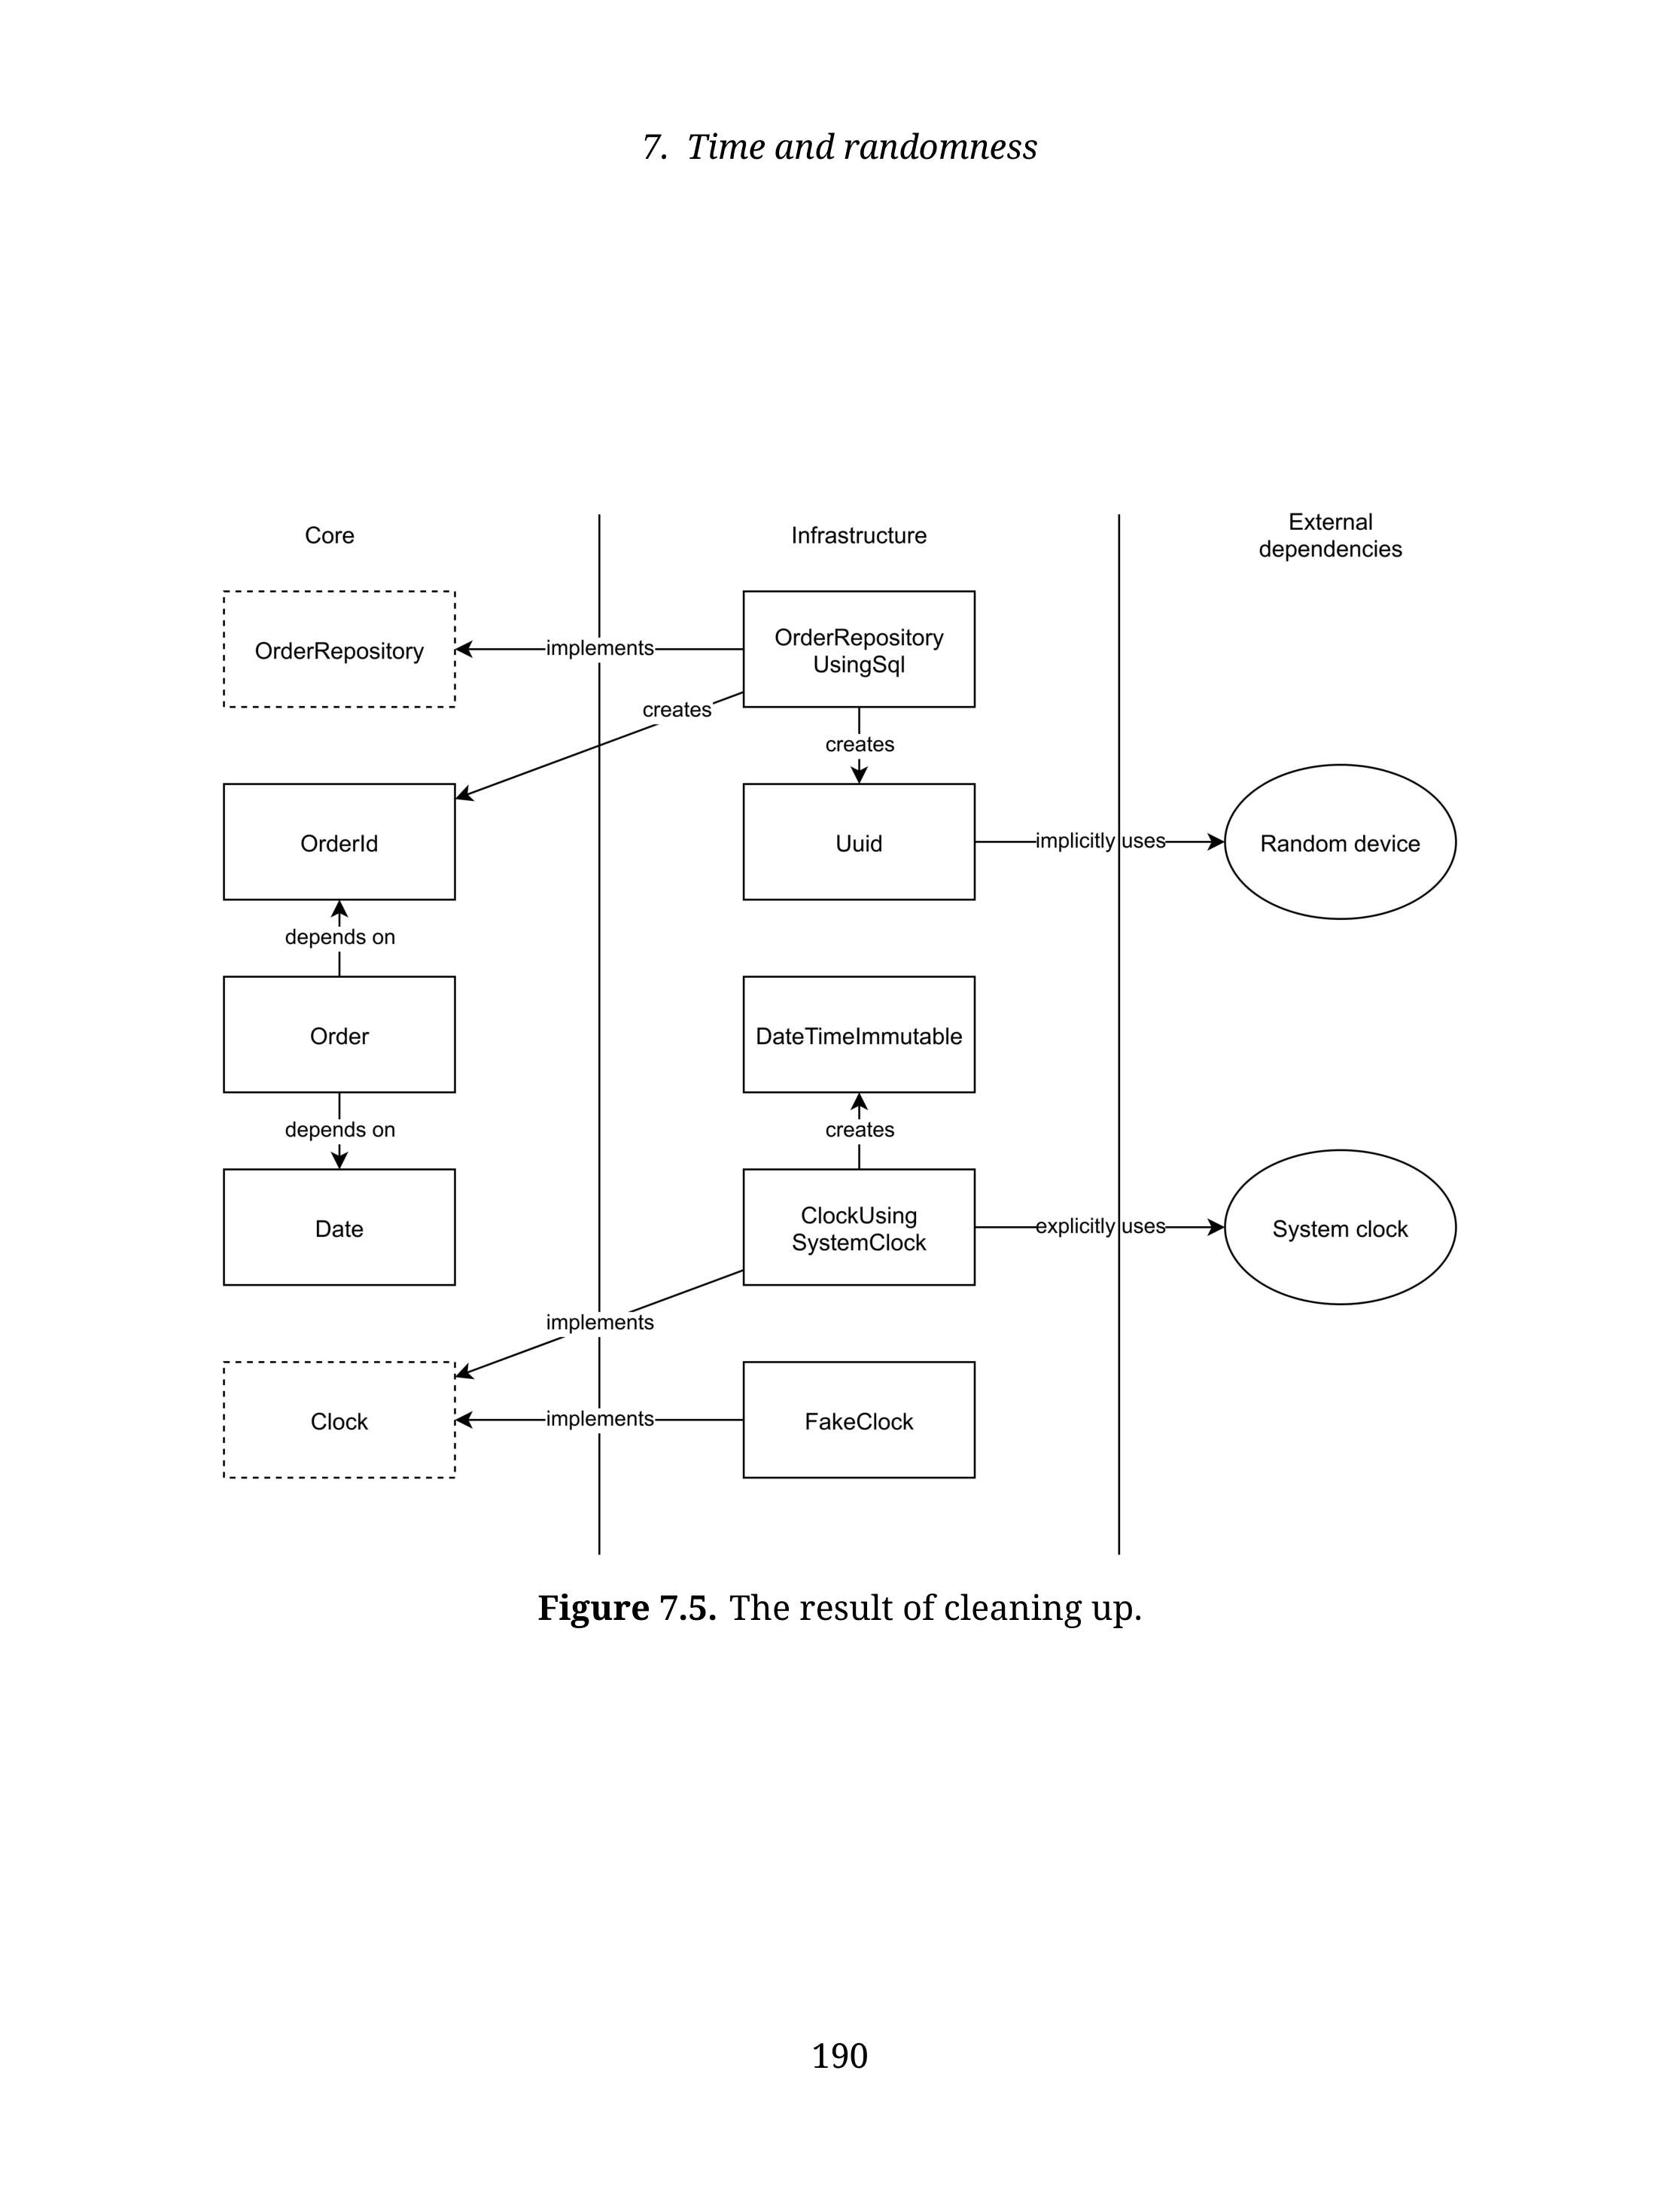 7. Time and randomness
Core
Infrastructure
External
dependencies
OrderRepository
implements
OrderRepository
UsingSql
creates
creates
OrderId
Uuid
implicitly uses
Random device
depends on
Order
DateTimeImmutable
depends on
creates
Date
ClockUsing
SystemClock
explicitly uses
System clock
implements
Clock
implements
FakeClock
Figure 7.5. The result of cleaning up.
190